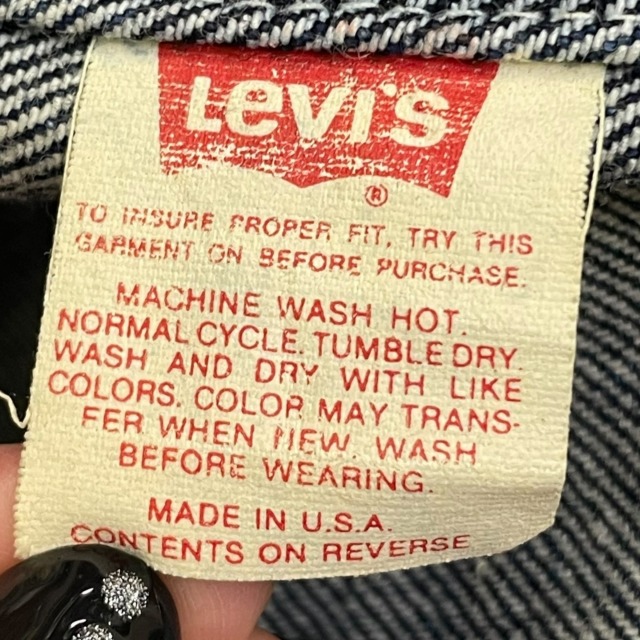 Levi's
®
TO INSURE PROPER FIT, TRY THIS
GARMENT ON BEFORE PURCHASE.
MACHINE WASH HOT.
NORMAL CYCLE. TUMBLE DRY.
WASH AND DRY WITH LIKE
COLORS. COLOR MAY TRANS-
FER WHEN NEW. WASH
BEFORE WEARING.
MADE IN U.S.A.
CONTENTS ON REVERSE